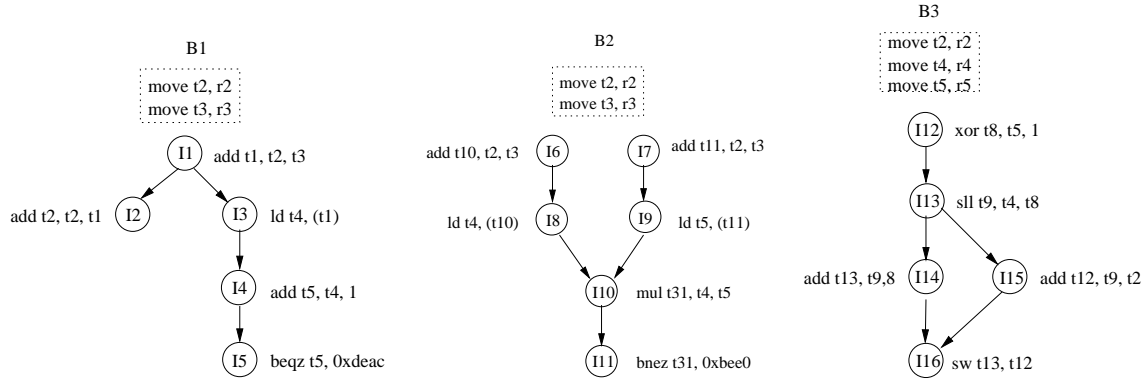 B1
move t2, r2
move t3, r3
I1
add t1, t2, t3
add t2, t2, t1
I2
I3
ld t4, (t1)
I4
add t5, t4, 1
I5
beqz t5, 0xdeac
B2
move t2, r2
move t3, r3
add t10, t2, t3
I6
I7
add t11, t2, t3
ld t4, (t10)
I8
I9
ld t5, (t11)
I10
mul t31, t4, t5
I11
bnez t31, 0xbee0
B3
move t2, r2
move t4, r4
move t5, r5
I12
xor t8, t5, 1
I13
sll t9, t4, t8
add t13, t9,8
I14
I15
add t12, t9, t2
I16
sw t13, t12